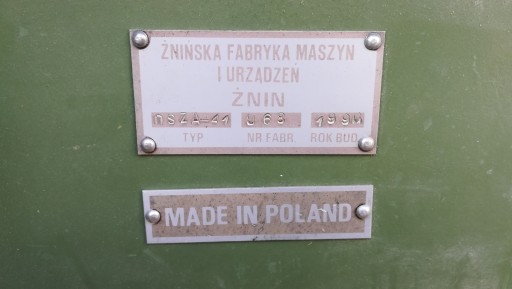 ŻNIŃSKA FABRYKA MASZYN
I URZĄDZEŃ
ŻNIN
TYP NR FABR. ROK BUD.
MADE IN POLAND